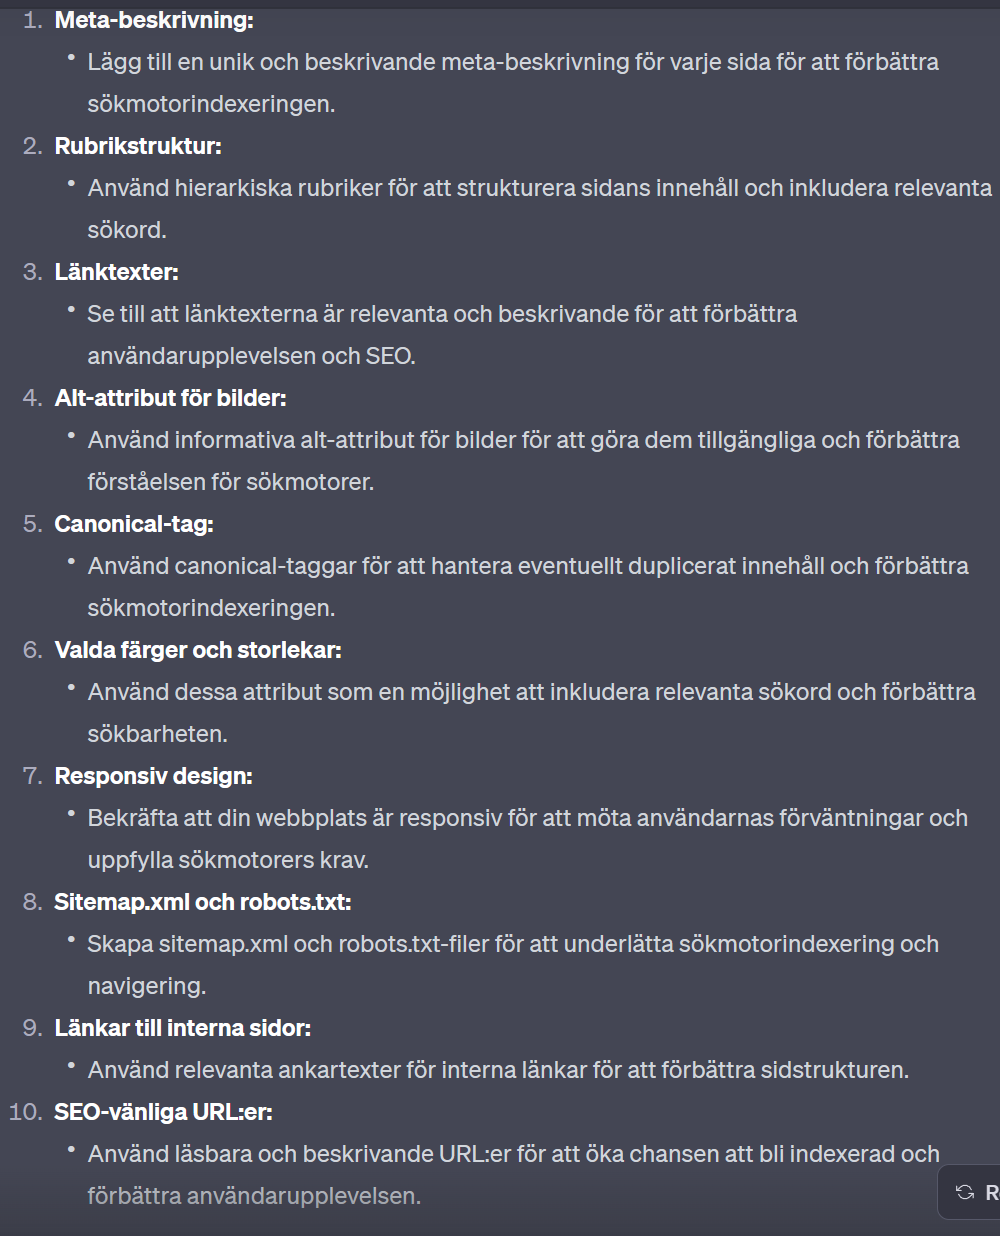 1. Meta-beskrivning:
• Lägg till en unik och beskrivande meta-beskrivning för varje sida för att förbättra
sökmotorindexeringen.
2. Rubrikstruktur:
• Använd hierarkiska rubriker för att strukturera sidans innehåll och inkludera relevanta
sökord.
3. Länktexter:
• Se till att länktexterna är relevanta och beskrivande för att förbättra
användarupplevelsen och SEO.
4. Alt-attribut för bilder:
• Använd informativa alt-attribut för bilder för att göra dem tillgängliga och förbättra
förståelsen för sökmotorer.
5. Canonical-tag:
• Använd canonical-taggar för att hantera eventuellt duplicerat innehåll och förbättra
sökmotorindexeringen.
6. Valda färger och storlekar:
• Använd dessa attribut som en möjlighet att inkludera relevanta sökord och förbättra
sökbarheten.
7. Responsiv design:
• Bekräfta att din webbplats är responsiv för att möta användarnas förväntningar och
uppfylla sökmotorers krav.
8. Sitemap.xml och robots.txt:
• Skapa sitemap.xml och robots.txt-filer för att underlätta sökmotorindexering och
navigering.
9. Länkar till interna sidor:
• Använd relevanta ankartexter för interna länkar för att förbättra sidstrukturen.
10. SEO-vänliga URL:er:
• Använd läsbara och beskrivande URL:er för att öka chansen att bli indexerad och
förbättra användarupplevelsen.